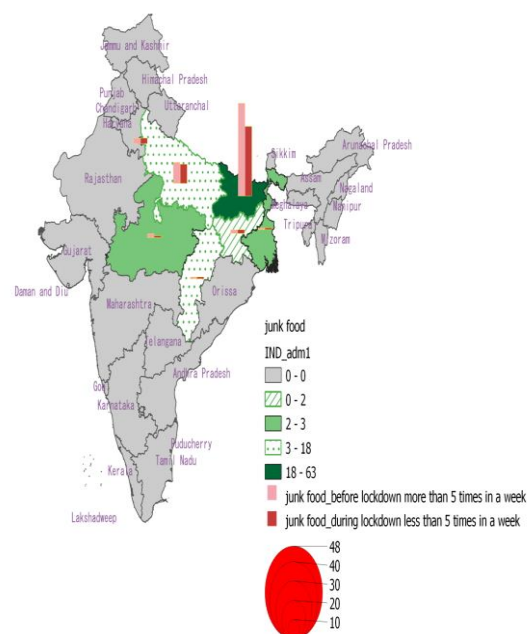 Jammu and Kashmir
Himachal Pradesh
Punjab
Chandigarh
Uttaranchal
Haryana
Sikkim
Arunachal Pradesh
Assam
Rajasthan
Nagaland
Meghalaya
Manipur
Tripura
Mizoram
Gujarat
Daman and Diu
Orissa
Maharashtra
Telangana
Andhra Pradesh
Goa
Karnataka
Puducherry
Tamil Nadu
Kerala
Lakshadweep
junk food
IND_adm1
0 - 0
0 - 2
2 - 3
3 - 18
18 - 63
junk food_before lockdown more than 5 times in a week
junk food_during lockdown less than 5 times in a week
48
40
30
20
10